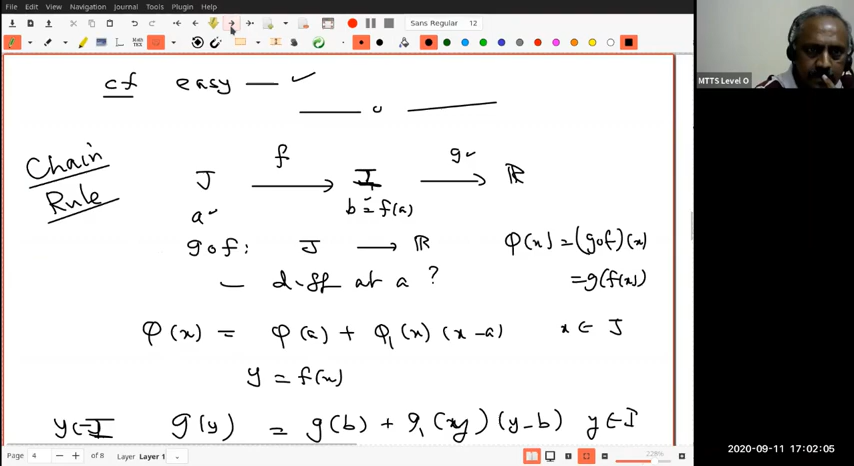 File Edit View Navigation Journal Tools Plugin Help
Sans Regular 12
cf easy — ✓
Chain Rule
J f→ I g→ ℝ
a b = f(a)
g∘f: J → ℝ φ(x) = (g∘f)(x)
— diff at a ? = g(f(x))
φ(x) = φ(a) + φ₁(x) (x-a) x ∈ J
y = f(x)
y ∈ I g(y) = g(b) + g₁(y) (y-b) y ∈ I
Page 4 of 8 Layer Layer 1 228%
MTTS Level O
2020-09-11 17:02:05